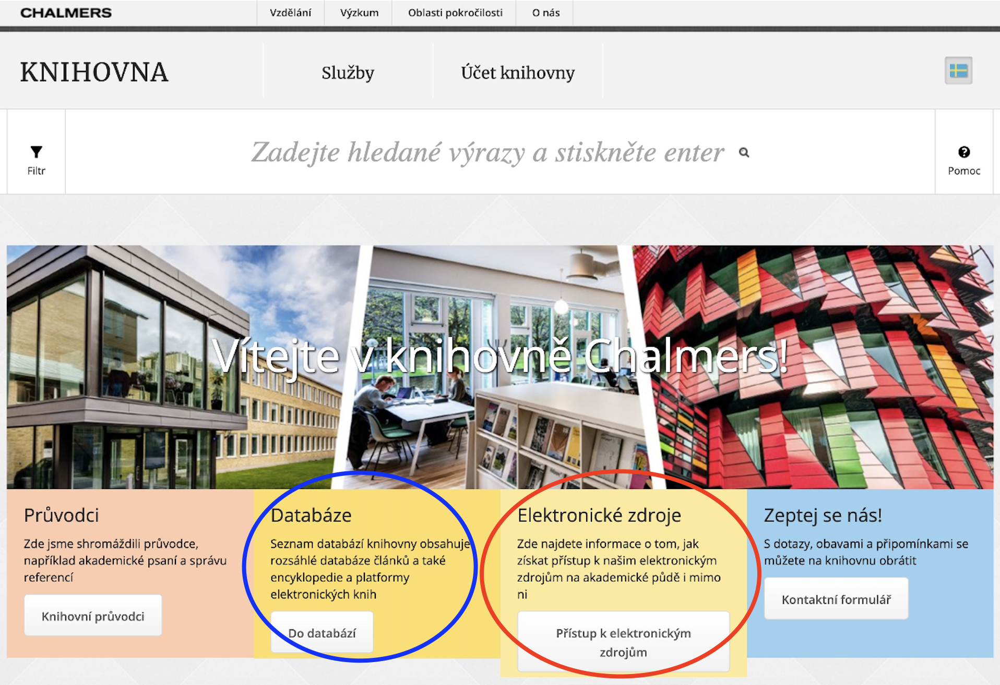 CHALMERS
Vzdělání
Výzkum
Oblasti pokročilosti
O nás
KNIHOVNA
Služby
Účet knihovny
Filtr
Zadejte hledané výrazy a stiskněte enter
Pomoc
Vítejte v knihovně Chalmers!
Průvodci
Zde jsme shromáždili průvodce,
například akademické psaní a správu
referencí
Knihovní průvodci
Databáze
Seznam databází knihovny obsahuje
rozsáhlé databáze článků a také
encyklopedie a platformy
elektronických knih
Do databází
Elektronické zdroje
Zde najdete informace o tom, jak
získat přístup k našim elektronickým
zdrojům na akademické půdě i mimo
ni
Přístup k elektronickým
zdrojům
Zeptej se nás!
S dotazy, obavami a připomínkami se
můžete na knihovnu obrátit
Kontaktní formulář